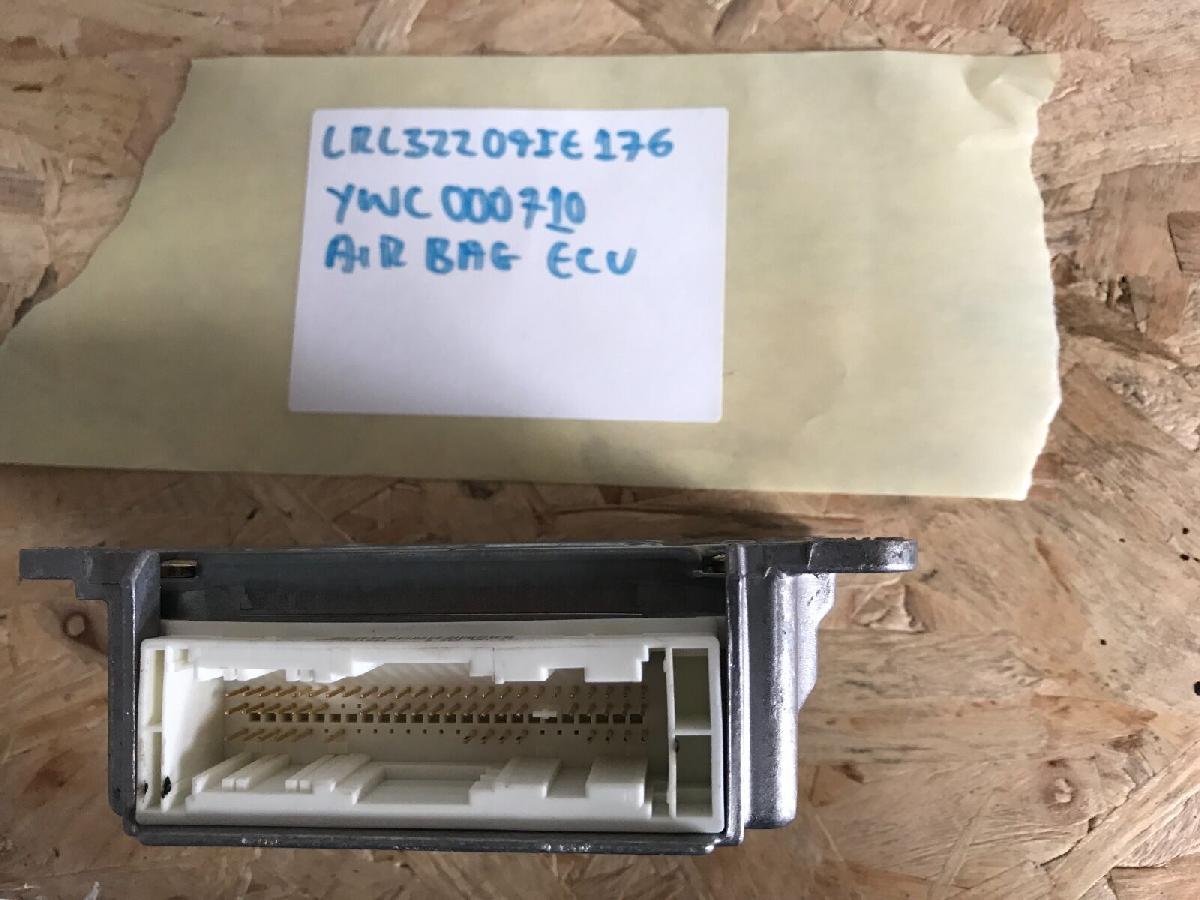 LRL32209IE176
YWC000710
AIR BAG ECU